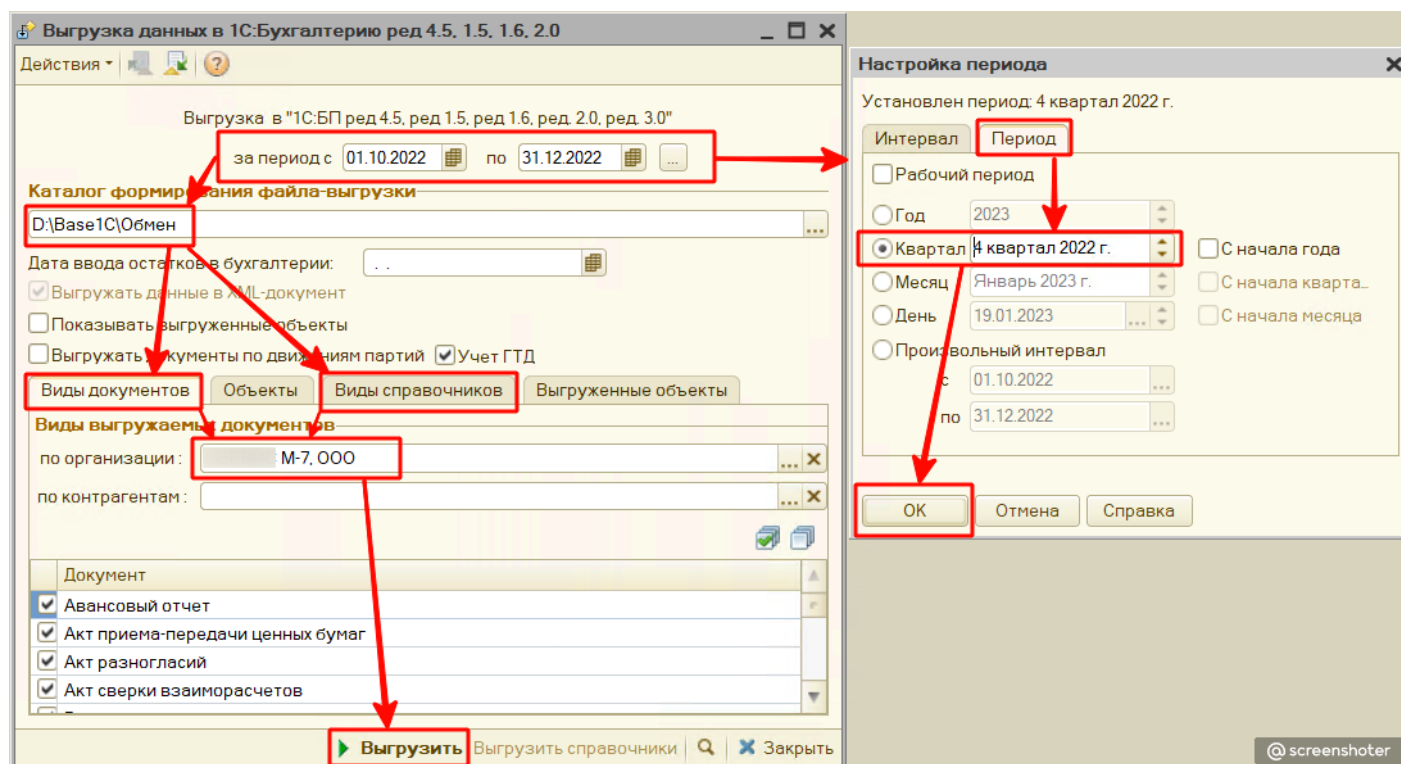 Выгрузка данных в 1С:Бухгалтерию ред 4.5, 1.5, 1.6, 2.0
Действия
Выгрузка в "1С:БП ред 4.5, ред 1.5, ред 1.6, ред. 2.0, ред. 3.0"
за период с 01.10.2022 по 31.12.2022 ...
Каталог формирования файла-выгрузки
D:\Base1C\Обмен ...
Дата ввода остатков в бухгалтерии: . .
Выгружать данные в XML-документ
Показывать выгруженные объекты
Выгружать документы по движениям партий Учет ГТД
Виды документов Объекты Виды справочников Выгруженные объекты
Виды выгружаемых документов
по организации : М-7, ООО ...
по контрагентам : ...
Документ
Авансовый отчет
Акт приема-передачи ценных бумаг
Акт разногласий
Акт сверки взаиморасчетов
Выгрузить Выгрузить справочники Закрыть
Настройка периода
Установлен период: 4 квартал 2022 г.
Интервал Период
Рабочий период
Год 2023
Квартал 4 квартал 2022 г. С начала года
Месяц Январь 2023 г. С начала кварта...
День 19.01.2023 ... С начала месяца
Произвольный интервал
с 01.10.2022 ...
по 31.12.2022 ...
OK Отмена Справка
@screenshoter